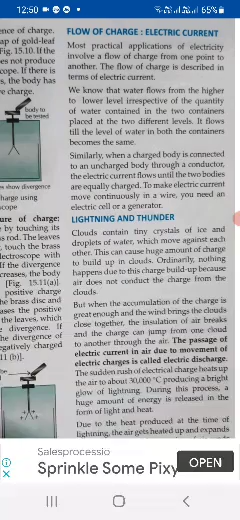 12:50
65%
ence of charge.
ap of gold-leaf
Fig. 15.10. If the
es not produce
cope. If there is
s, the body has
e charge.
body to
be tested
s show divergence
harge using
scope
ure of charge:
e by touching its
s rod. The leaves
, touch the brass
lectroscope with
If the divergence
creases, the body
[Fig. 15.11(a)].
positive charge
he brass disc and
ases the positive
the leaves, which
e divergence. If
the divergence of
egatively charged
11 (b)].
FLOW OF CHARGE : ELECTRIC CURRENT
Most practical applications of electricity
involve a flow of charge from one point to
another. The flow of charge is described in
terms of electric current.
We know that water flows from the higher
to lower level irrespective of the quantity
of water contained in the two containers
placed at the two different levels. It flows
till the level of water in both the containers
becomes the same.
Similarly, when a charged body is connected
to an uncharged body through a conductor,
the electric current flows until the two bodies
are equally charged. To make electric current
move continuously in a wire, you need an
electric cell or a generator.
LIGHTNING AND THUNDER
Clouds contain tiny crystals of ice and
droplets of water, which move against each
other. This can cause huge amount of charge
to build up in clouds. Ordinarily, nothing
happens due to this charge build-up because
air does not conduct the charge from the
clouds.
But when the accumulation of the charge is
great enough and the wind brings the clouds
close together, the insulation of air breaks
and the charge can jump from one cloud
to another through the air. The passage of
electric current in air due to movement of
electric charges is called electric discharge.
The sudden rush of electrical charge heats up
the air to about 30,000 °C producing a bright
glow of lightning. During this process, a
huge amount of energy is released in the
form of light and heat.
Due to the heat produced at the time of
lightning, the air gets heated up and expands
Salesprocessio
Sprinkle Some Pixy
OPEN